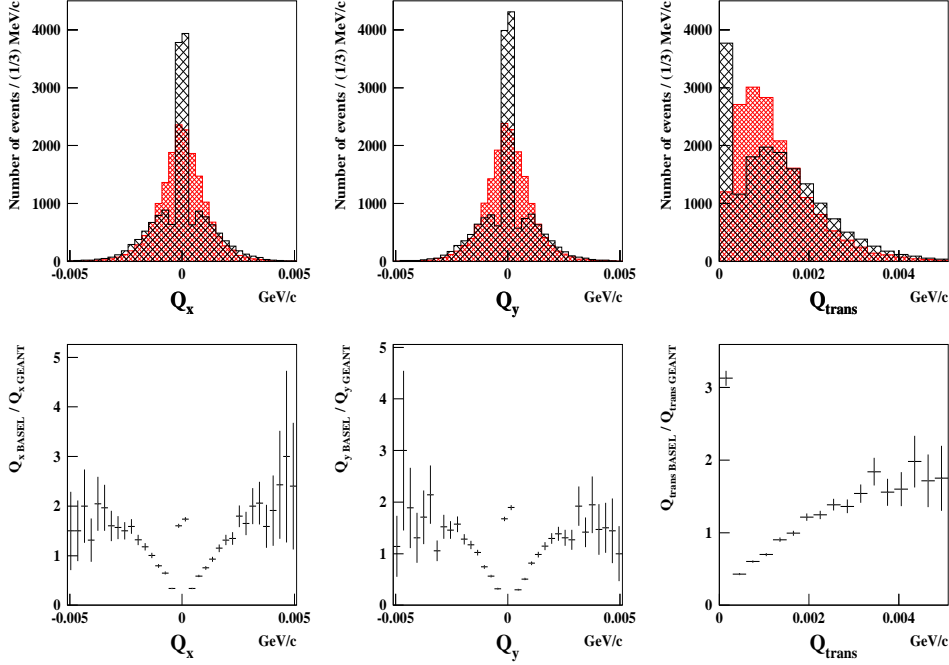 Number of events / (1/3) MeV/c
4000
3000
2000
1000
0
-0.005
0
0.005
GeV/c
Qx
Number of events / (1/3) MeV/c
4000
3000
2000
1000
0
-0.005
0
0.005
GeV/c
Qy
Number of events / (1/3) MeV/c
4000
3000
2000
1000
0
0
0.002
0.004
GeV/c
Qtrans
Qx BASEL / Qx GEANT
5
4
3
2
1
0
-0.005
0
0.005
GeV/c
Qx
Qy BASEL / Qy GEANT
5
4
3
2
1
0
-0.005
0
0.005
GeV/c
Qy
Qtrans BASEL / Qtrans GEANT
3
2
1
0
0
0.002
0.004
GeV/c
Qtrans